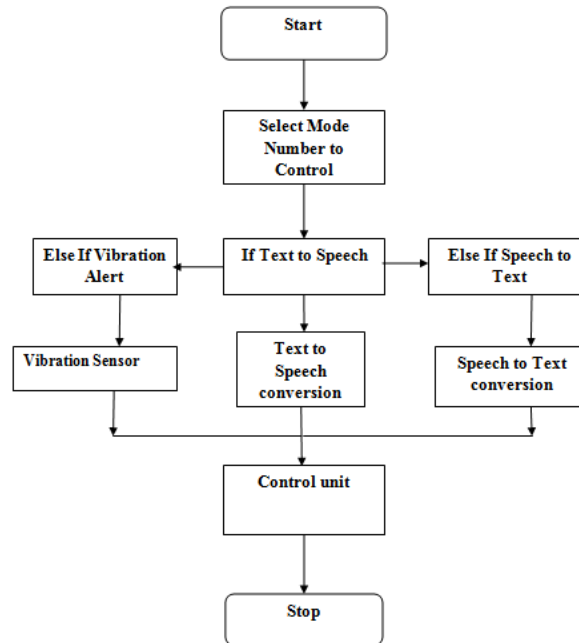 Start
Select Mode
Number to
Control
Else If Vibration
Alert
If Text to Speech
Else If Speech to
Text
Vibration Sensor
Text to
Speech
conversion
Speech to Text
conversion
Control unit
Stop